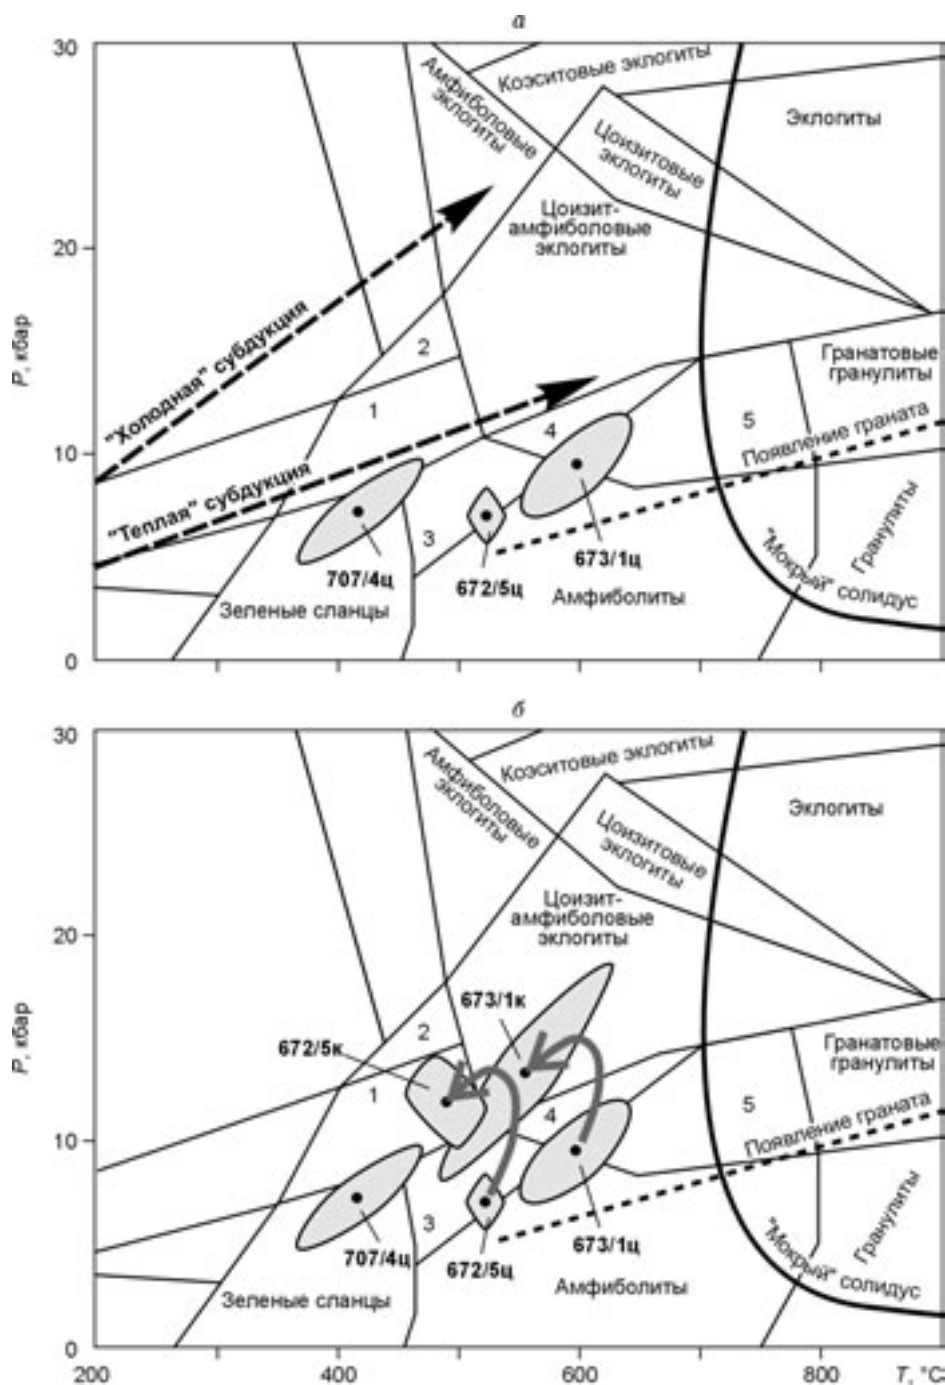 а
30
Амфиболовые
эклогиты
Коэситовые эклогиты
Эклогиты
Цоизитовые
эклогиты
20
Цоизит-
амфиболовые
эклогиты
P, кбар
"Холодная" субдукция
2
1
Гранатовые
гранулиты
4
5
10
"Теплая" субдукция
Появление граната
3
707/4ц
672/5ц
673/1ц
Гранулиты
"Мокрый" солидус
Зеленые сланцы
Амфиболиты
0
б
30
Амфиболовые
эклогиты
Коэситовые эклогиты
Эклогиты
Цоизитовые
эклогиты
20
Цоизит-
амфиболовые
эклогиты
P, кбар
673/1к
672/5к
2
1
Гранатовые
гранулиты
4
5
10
Появление граната
3
707/4ц
672/5ц
673/1ц
Гранулиты
"Мокрый" солидус
Зеленые сланцы
Амфиболиты
0
200
400
600
800
T, °C